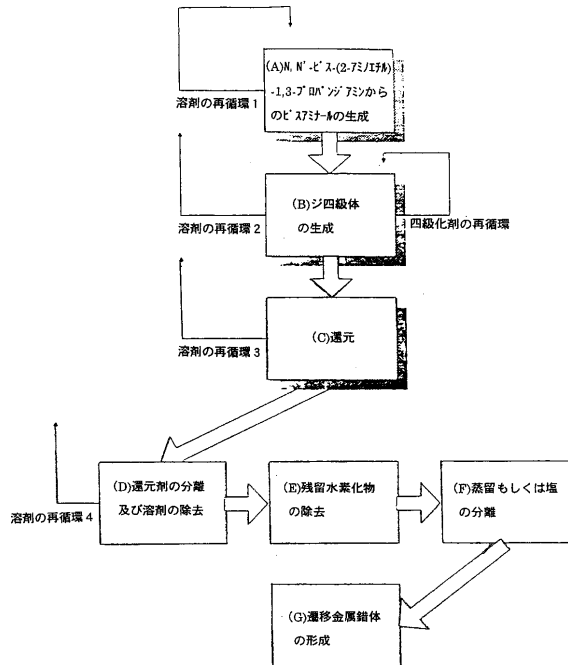 (A)N, N'-ﾋﾞｽ-(2-ｱﾐﾉｴﾁﾙ)
-1,3-ﾌﾟﾛﾊﾟﾝｼﾞｱﾐﾝから
のﾋﾞｽｱﾐﾅｰﾙの生成
溶剤の再循環 1
(B)ジ四級体
の生成
溶剤の再循環 2
四級化剤の再循環
(C)還元
溶剤の再循環 3
(D)還元剤の分離
及び溶剤の除去
(E)残留水素化物
の除去
(F)蒸留もしくは塩
の分離
溶剤の再循環 4
(G)遷移金属錯体
の形成